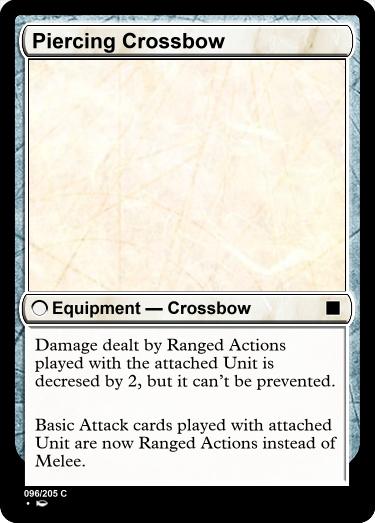 Piercing Crossbow
Equipment — Crossbow
Damage dealt by Ranged Actions
played with the attached Unit is
decresed by 2, but it can't be prevented.
Basic Attack cards played with attached
Unit are now Ranged Actions instead of
Melee.
096/205 C